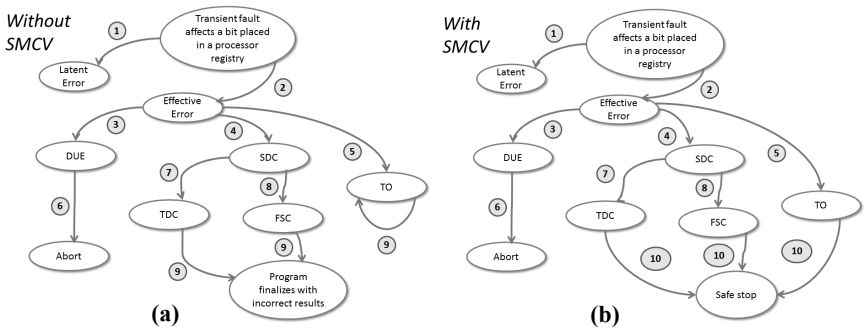 Without
SMCV
1
Transient fault
affects a bit placed
in a processor
registry
Latent
Error
2
Effective
Error
3
4
5
DUE
SDC
TO
7
8
6
TDC
FSC
9
9
9
Abort
Program
finalizes with
incorrect results
(a)
With
SMCV
1
Transient fault
affects a bit placed
in a processor
registry
Latent
Error
2
Effective
Error
3
4
5
DUE
SDC
7
8
TO
6
TDC
FSC
10
10
10
Abort
Safe stop
(b)